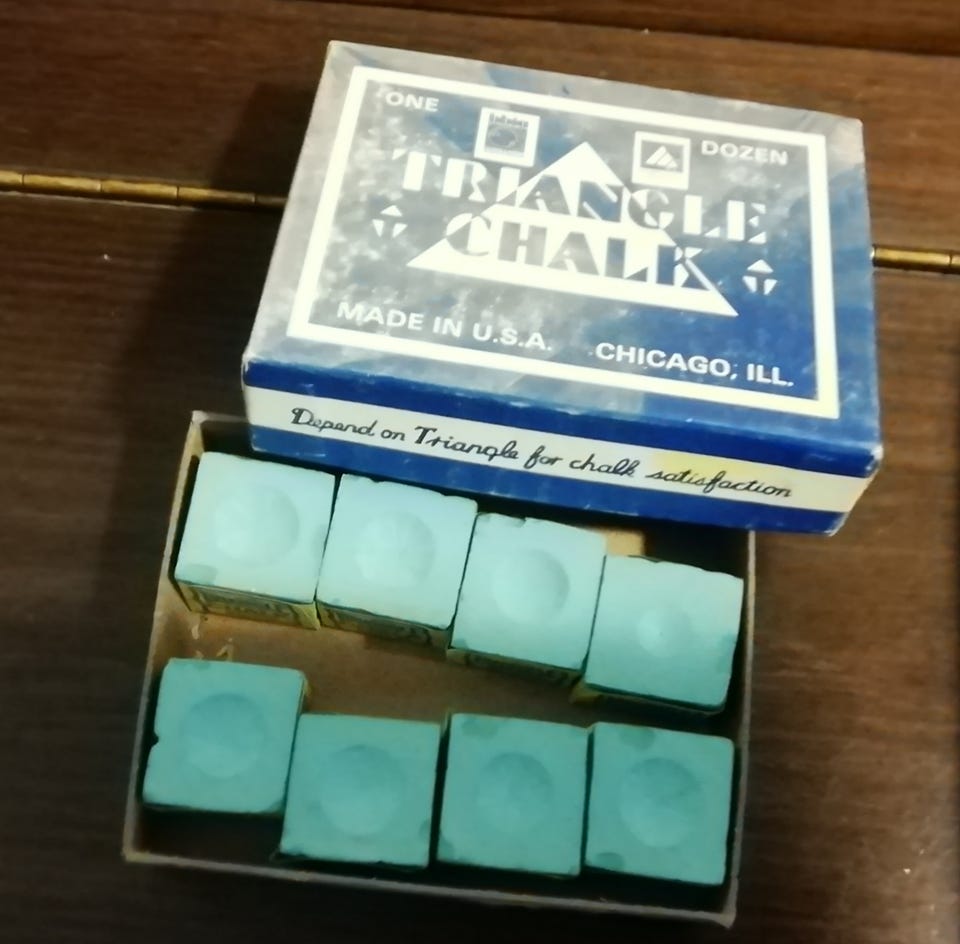 ONE DOZEN
TRIANGLE
CHALK
MADE IN U.S.A. CHICAGO, ILL.
Depend on Triangle for chalk satisfaction